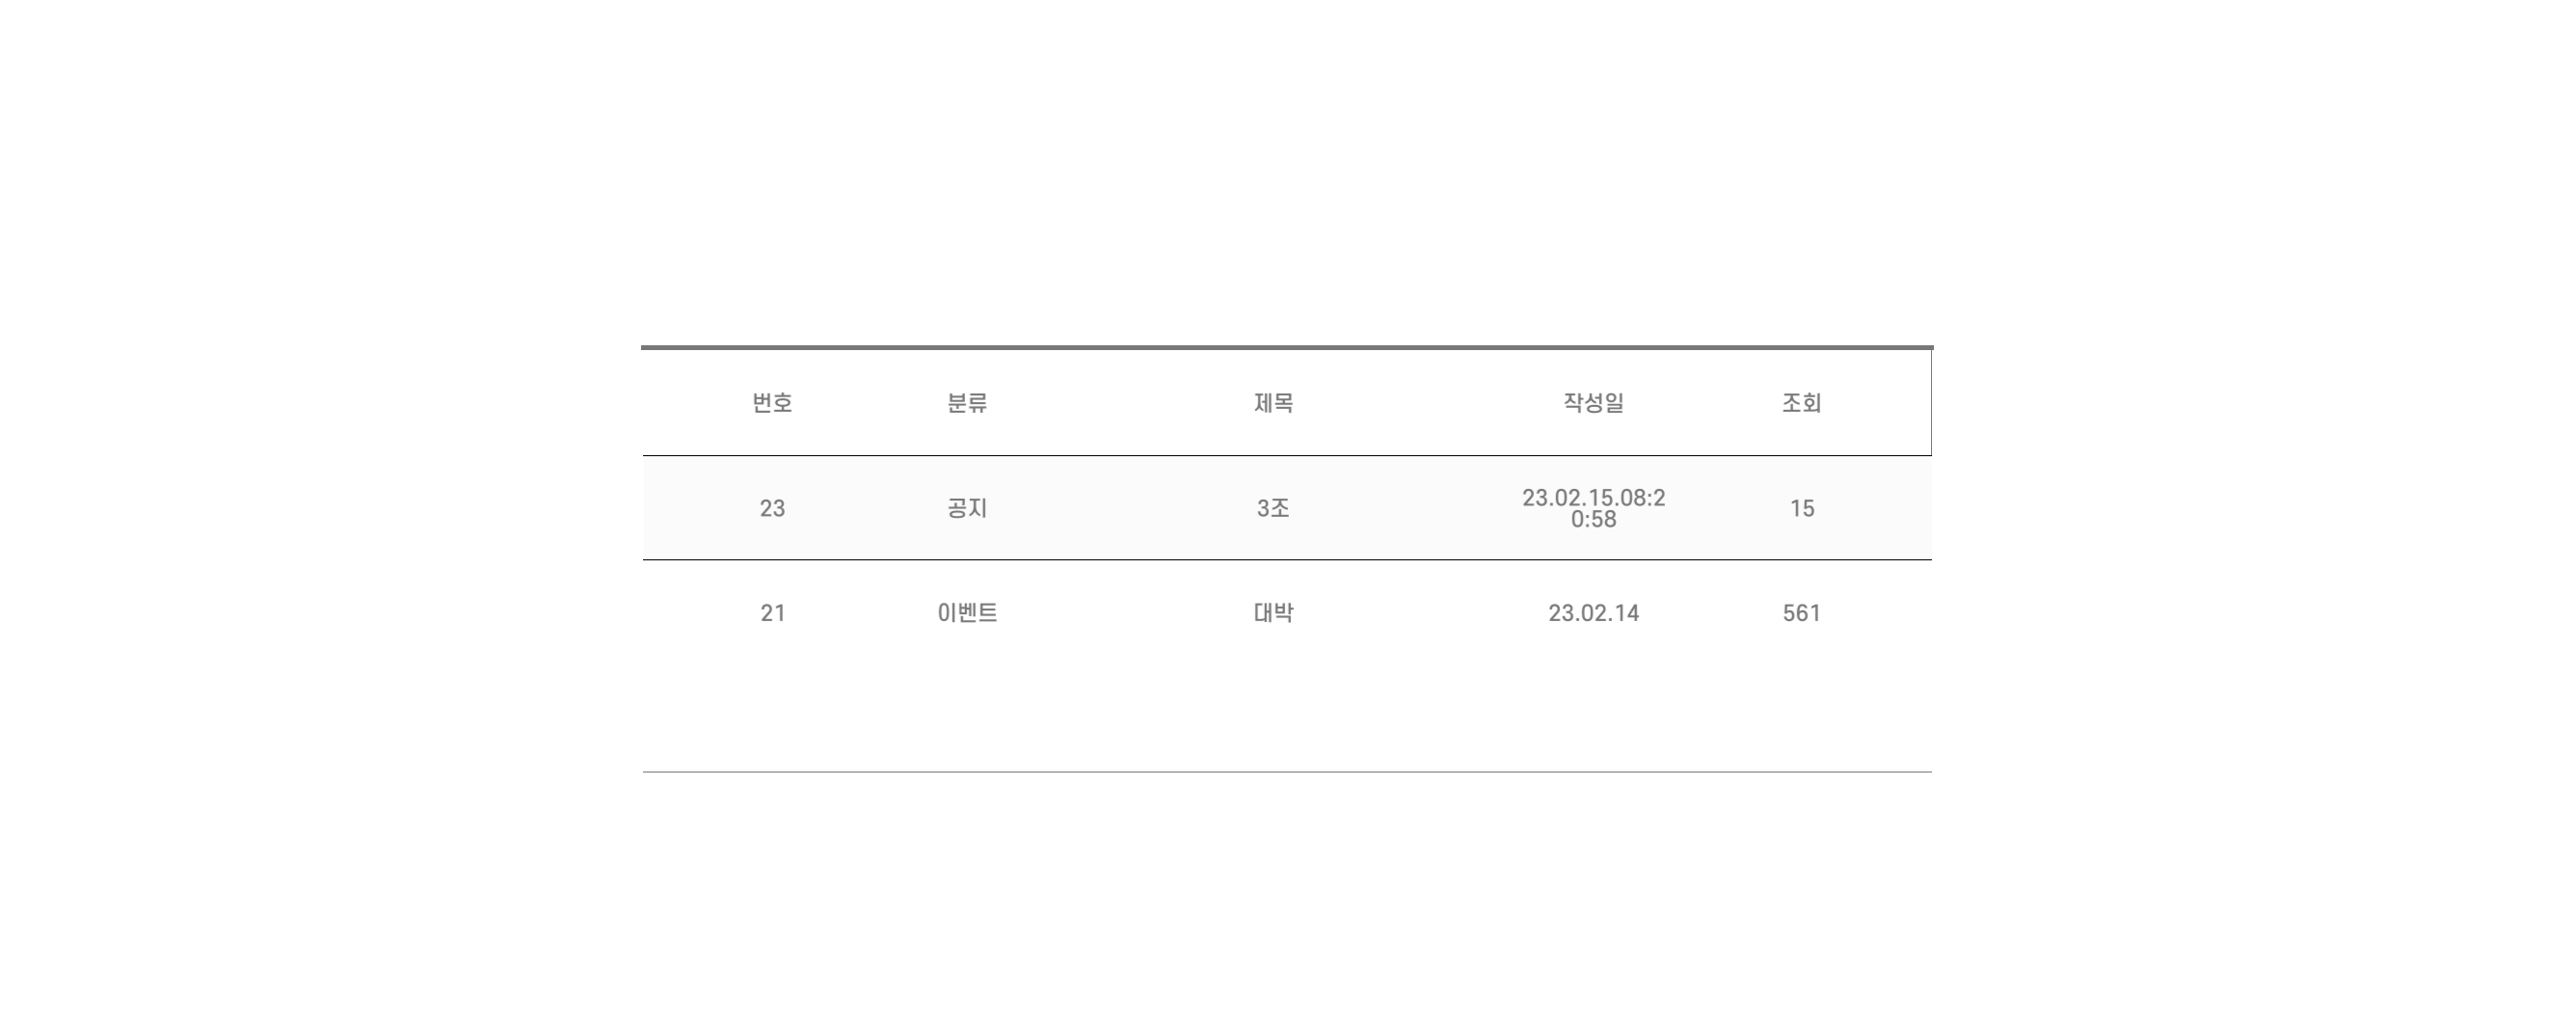 번호 분류 제목 작성일 조회
23 공지 3조 23.02.15.08:2
0:58 15
21 이벤트 대박 23.02.14 561